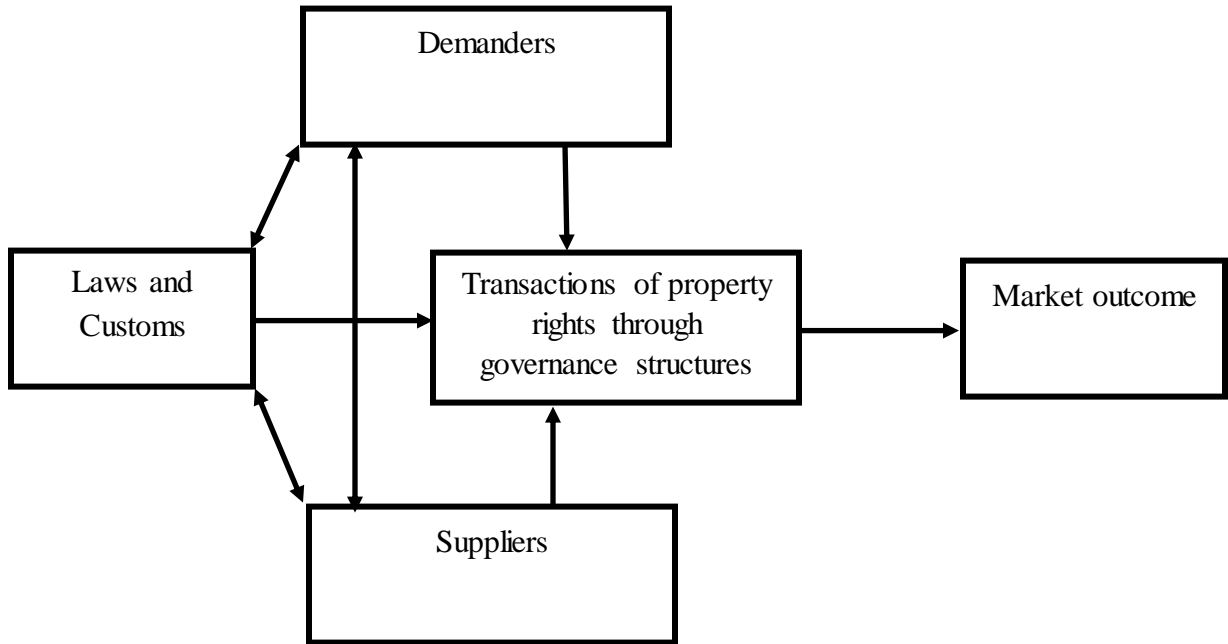 Demanders
Laws and
Customs
Transactions of property
rights through
governance structures
Market outcome
Suppliers